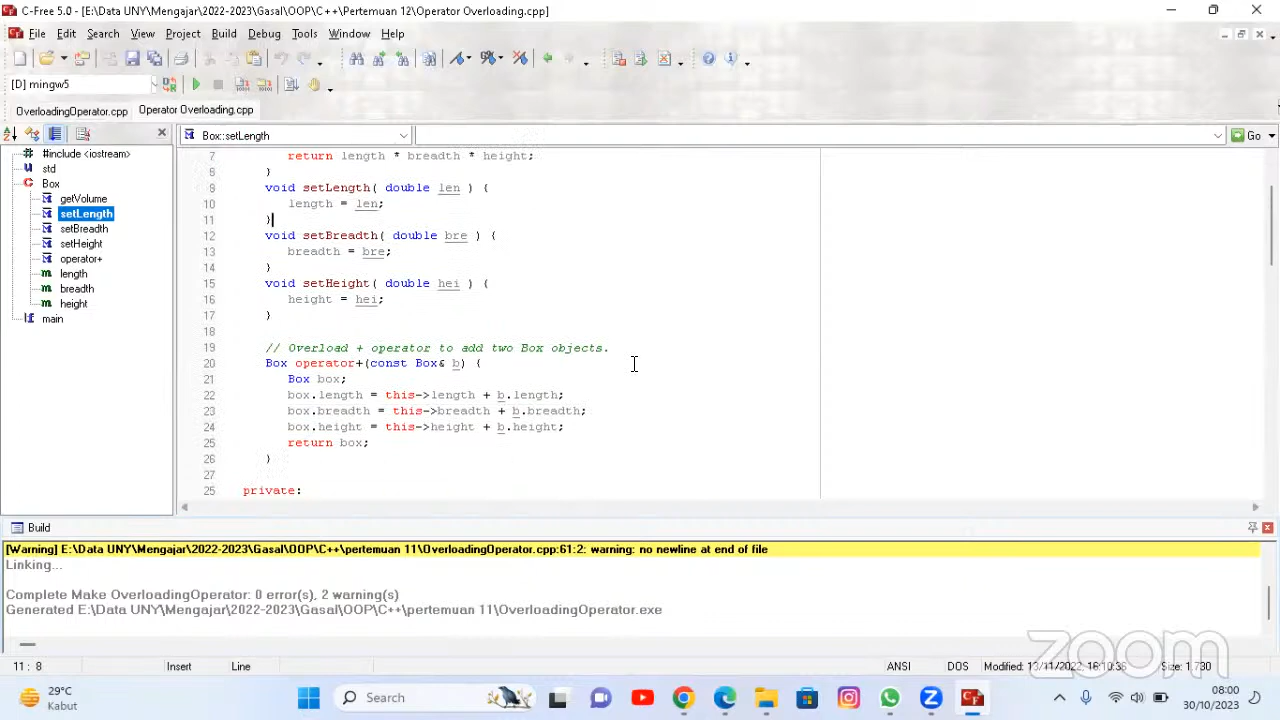 C-Free 5.0 - [E:\Data UNY\Mengajar\2022-2023\Gasal\OOP\C++\Pertemuan 12\Operator Overloading.cpp]
File Edit Search View Project Build Debug Tools Window Help
[D] mingw5
OverloadingOperator.cpp Operator Overloading.cpp
Box::setLength
Go
#include <iostream>
std
Box
getVolume
setLength
setBreadth
setHeight
operator+
length
breadth
height
main
7 return length * breadth * height;
8 }
9 void setLength( double len ) {
10 length = len;
11 }
12 void setBreadth( double bre ) {
13 breadth = bre;
14 }
15 void setHeight( double hei ) {
16 height = hei;
17 }
18
19 // Overload + operator to add two Box objects.
20 Box operator+(const Box& b) {
21 Box box;
22 box.length = this->length + b.length;
23 box.breadth = this->breadth + b.breadth;
24 box.height = this->height + b.height;
25 return box;
26 }
27
private:
Build
[Warning] E:\Data UNY\Mengajar\2022-2023\Gasal\OOP\C++\pertemuan 11\OverloadingOperator.cpp:61:2: warning: no newline at end of file
Linking...
Complete Make OverloadingOperator: 0 error(s), 2 warning(s)
Generated E:\Data UNY\Mengajar\2022-2023\Gasal\OOP\C++\pertemuan 11\OverloadingOperator.exe
zoom
11 : 8 Insert Line ANSI DOS Modified: 13/11/2022, 16:10:36 Size: 1,730
29°C
Kabut
Search
08:00
30/10/2023